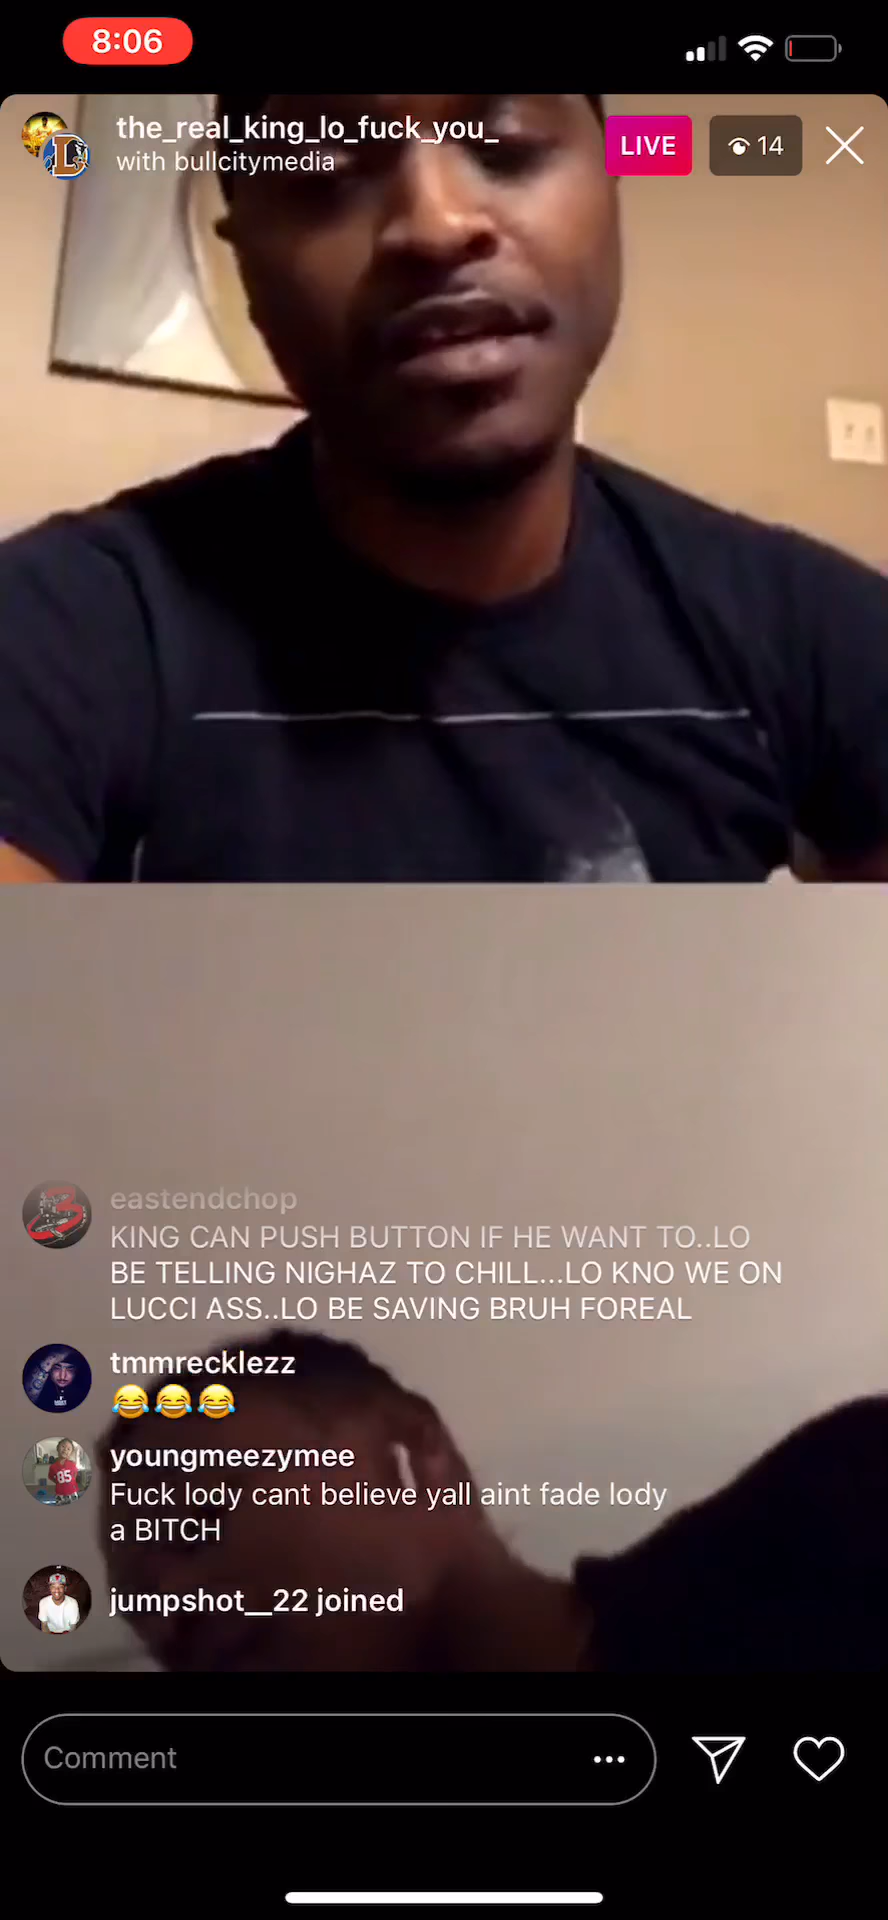 8:06
the_real_king_lo_fuck_you_
LIVE
14
with bullcitymedia
eastendchop
KING CAN PUSH BUTTON IF HE WANT TO..LO
BE TELLING NIGHAZ TO CHILL...LO KNO WE ON
LUCCI ASS..LO BE SAVING BRUH FOREAL
tmmrecklezz
😂😂😂
youngmeezymee
Fuck lody cant believe yall aint fade lody
a BITCH
jumpshot__22 joined
Comment